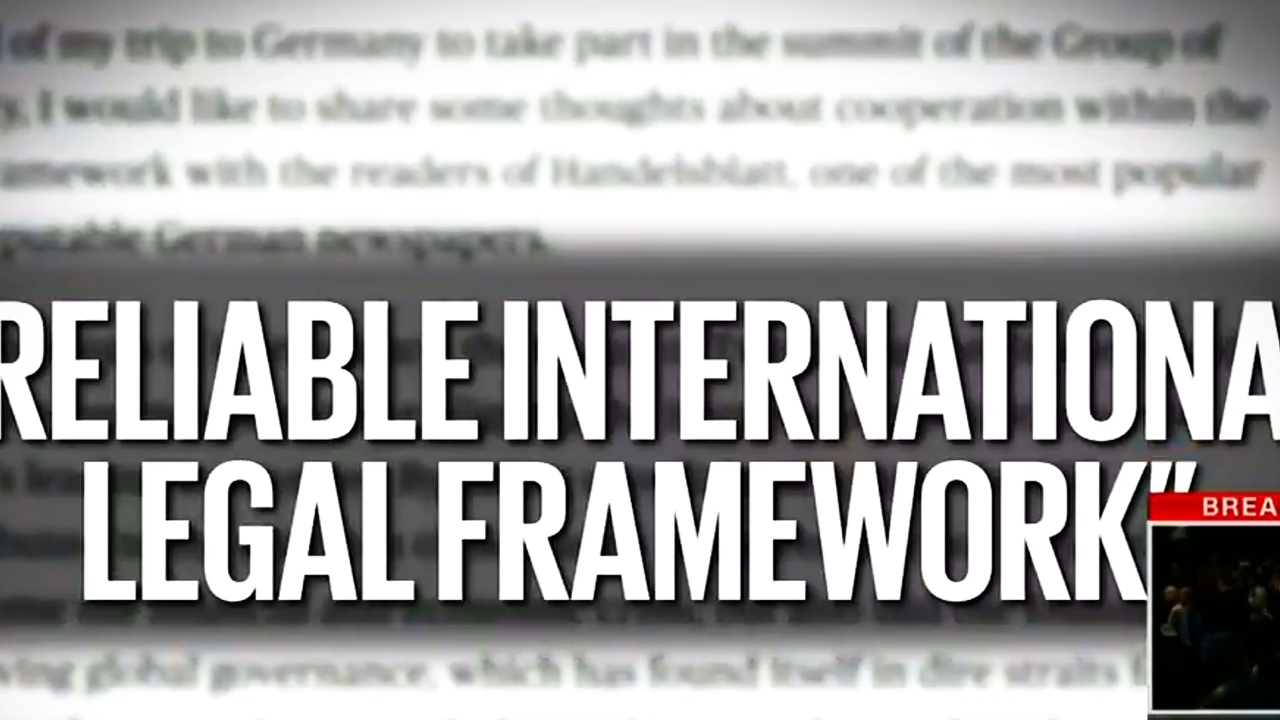 of my trip to Germany to take part in the summit of the Group of
I would like to share some thoughts about cooperation within the
with the readers of Handelsblatt, one of the most popular
German newspapers.
RELIABLE INTERNATIONA
LEGAL FRAMEWORK”
BREA
global governance, which has found itself in dire straits